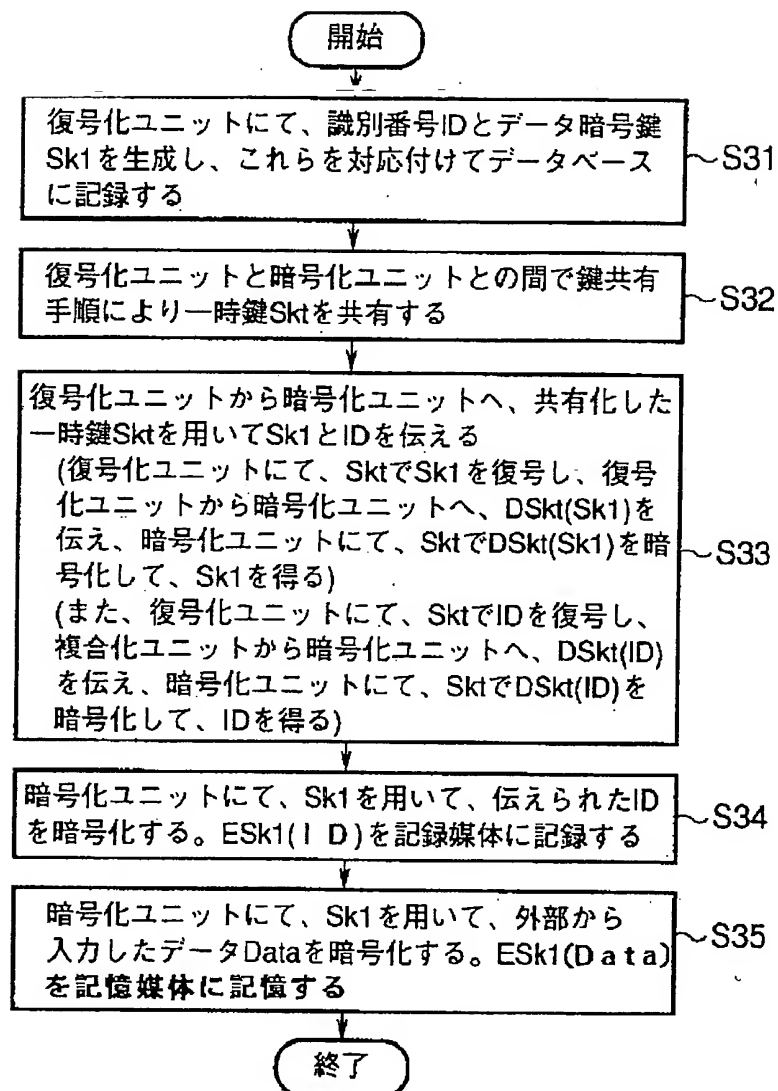 開始
復号化ユニットにて、識別番号IDとデータ暗号鍵
Sk1を生成し、これらを対応付けてデータベース
に記録する
~S31
復号化ユニットと暗号化ユニットとの間で鍵共有
手順により一時鍵Sktを共有する
~S32
復号化ユニットから暗号化ユニットへ、共有化した
一時鍵Sktを用いてSk1とIDを伝える
(復号化ユニットにて、SktでSk1を復号し、復号
化ユニットから暗号化ユニットへ、DSkt(Sk1)を
伝え、暗号化ユニットにて、SktでDSkt(Sk1)を暗
号化して、Sk1を得る)
(また、復号化ユニットにて、SktでIDを復号し、
複合化ユニットから暗号化ユニットへ、DSkt(ID)
を伝え、暗号化ユニットにて、SktでDSkt(ID)を
暗号化して、IDを得る)
~S33
暗号化ユニットにて、Sk1を用いて、伝えられたID
を暗号化する。ESk1(ID)を記録媒体に記録する
~S34
暗号化ユニットにて、Sk1を用いて、外部から
入力したデータDataを暗号化する。ESk1(Data)
を記憶媒体に記憶する
~S35
終了